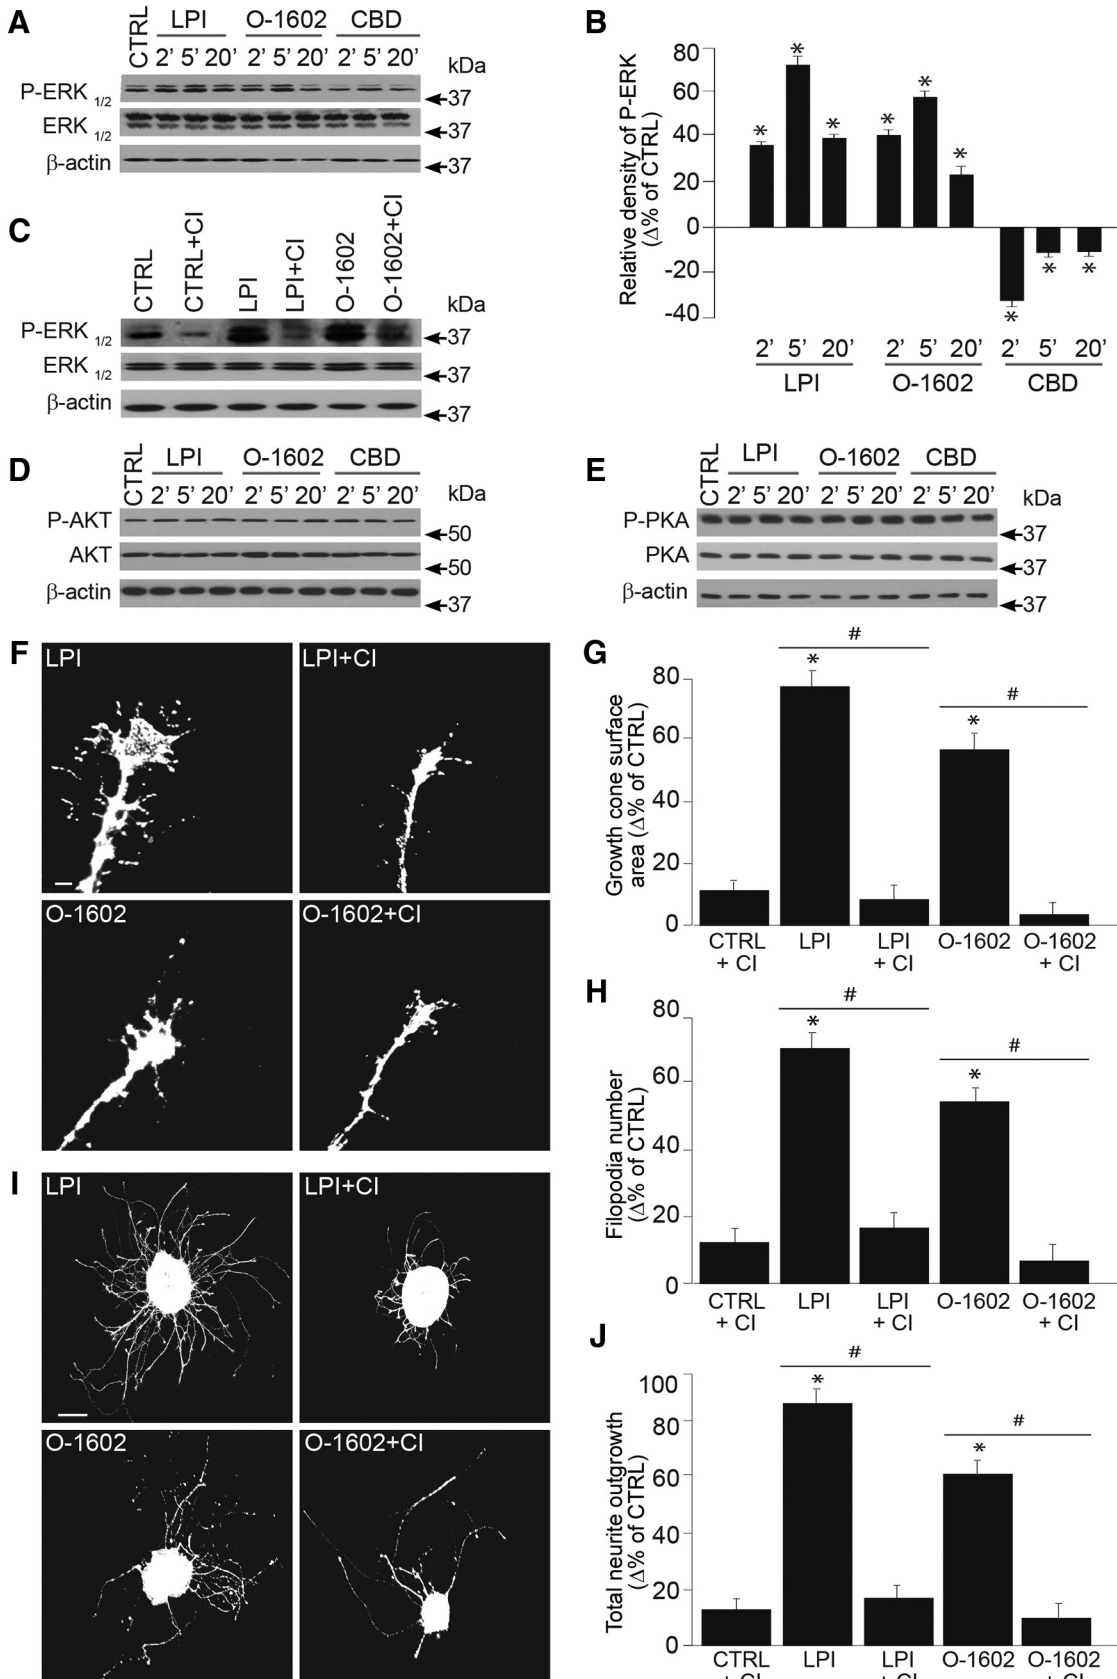 A
CTRL LPI O-1602 CBD
2' 5' 20' 2' 5' 20' 2' 5' 20' kDa
P-ERK 1/2 37
ERK 1/2 37
β-actin 37
B
Relative density of P-ERK
(Δ% of CTRL)
80
60
40
20
0
-20
-40
* * * * * * * * *
2' 5' 20' 2' 5' 20' 2' 5' 20'
LPI O-1602 CBD
C
CTRL CTRL+CI LPI LPI+CI O-1602 O-1602+CI kDa
P-ERK 1/2 37
ERK 1/2 37
β-actin 37
D
CTRL LPI O-1602 CBD
2' 5' 20' 2' 5' 20' 2' 5' 20' kDa
P-AKT 50
AKT 50
β-actin 37
E
CTRL LPI O-1602 CBD
2' 5' 20' 2' 5' 20' 2' 5' 20' kDa
P-PKA 37
PKA 37
β-actin 37
F
LPI LPI+CI
O-1602 O-1602+CI
G
Growth cone surface
area (Δ% of CTRL)
80
60
40
20
0
# * # *
CTRL LPI LPI O-1602 O-1602
+ CI + CI + CI
H
Filopodia number
(Δ% of CTRL)
80
60
40
20
0
# * # *
CTRL LPI LPI O-1602 O-1602
+ CI + CI + CI
I
LPI LPI+CI
O-1602 O-1602+CI
J
Total neurite outgrowth
(Δ% of CTRL)
100
80
60
40
20
0
# * # *
CTRL LPI LPI O-1602 O-1602
+ CI + CI + CI